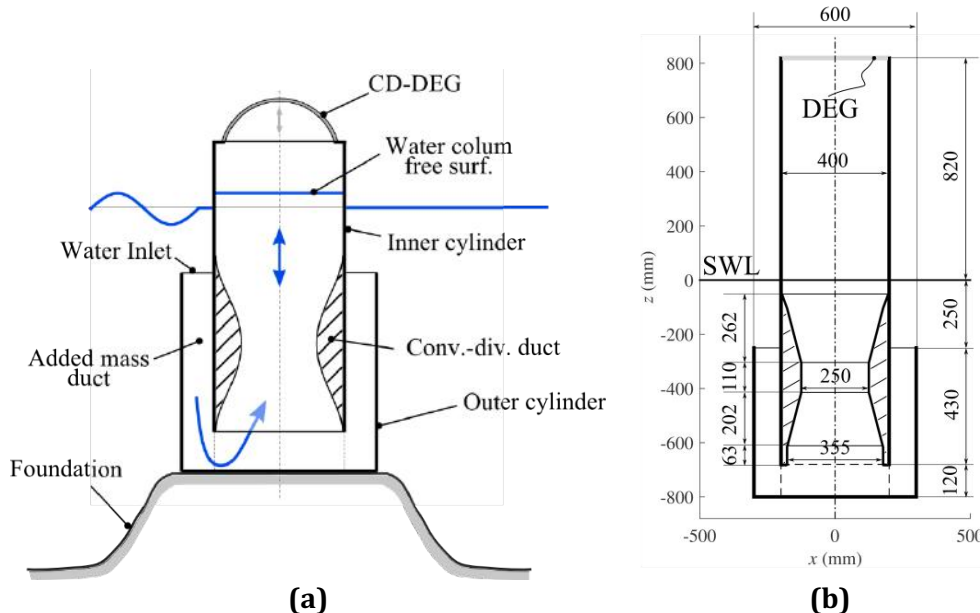 CD-DEG
Water colum
free surf.
Water Inlet
Inner cylinder
Added mass
duct
Conv.-div. duct
Outer cylinder
Foundation
(a)
600
800
600
400
200
0
-200
-400
-600
-800
z (mm)
DEG
400
820
SWL
262
250
110
250
202
430
63
355
120
-500
0
500
x (mm)
(b)